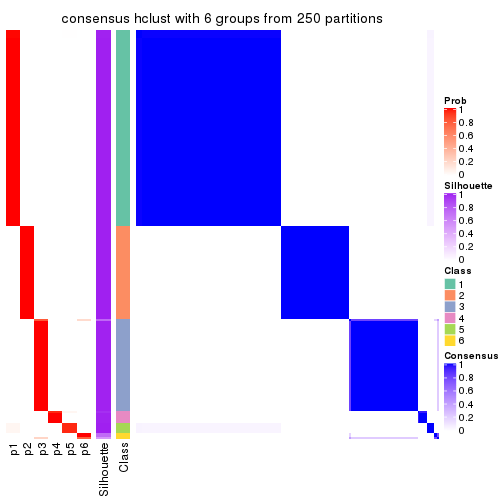 consensus hclust with 6 groups from 250 partitions
Prob
1
0.8
0.6
0.4
0.2
0
Silhouette
1
0.8
0.6
0.4
0.2
0
Class
1
2
3
4
5
6
Consensus
1
0.8
0.6
0.4
0.2
0
p1
p2
p3
p4
p5
p6
Silhouette
Class